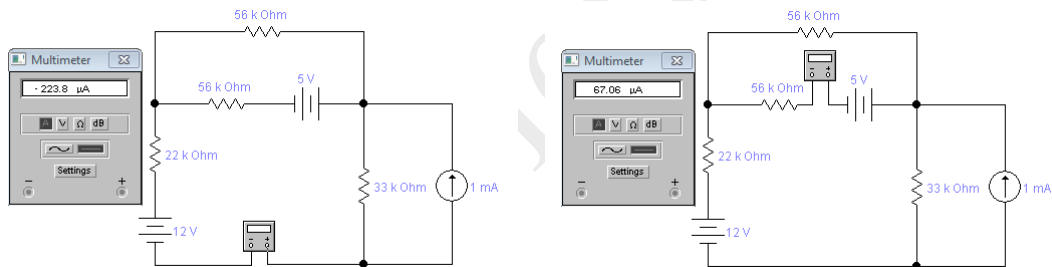 56 k Ohm
Multimeter
- 223.8 µA
A V Ω dB
Settings
- +
56 k Ohm
5 V
22 k Ohm
33 k Ohm
1 mA
12 V
- +
56 k Ohm
Multimeter
67.06 µA
A V Ω dB
Settings
- +
- +
56 k Ohm
5 V
22 k Ohm
33 k Ohm
1 mA
12 V